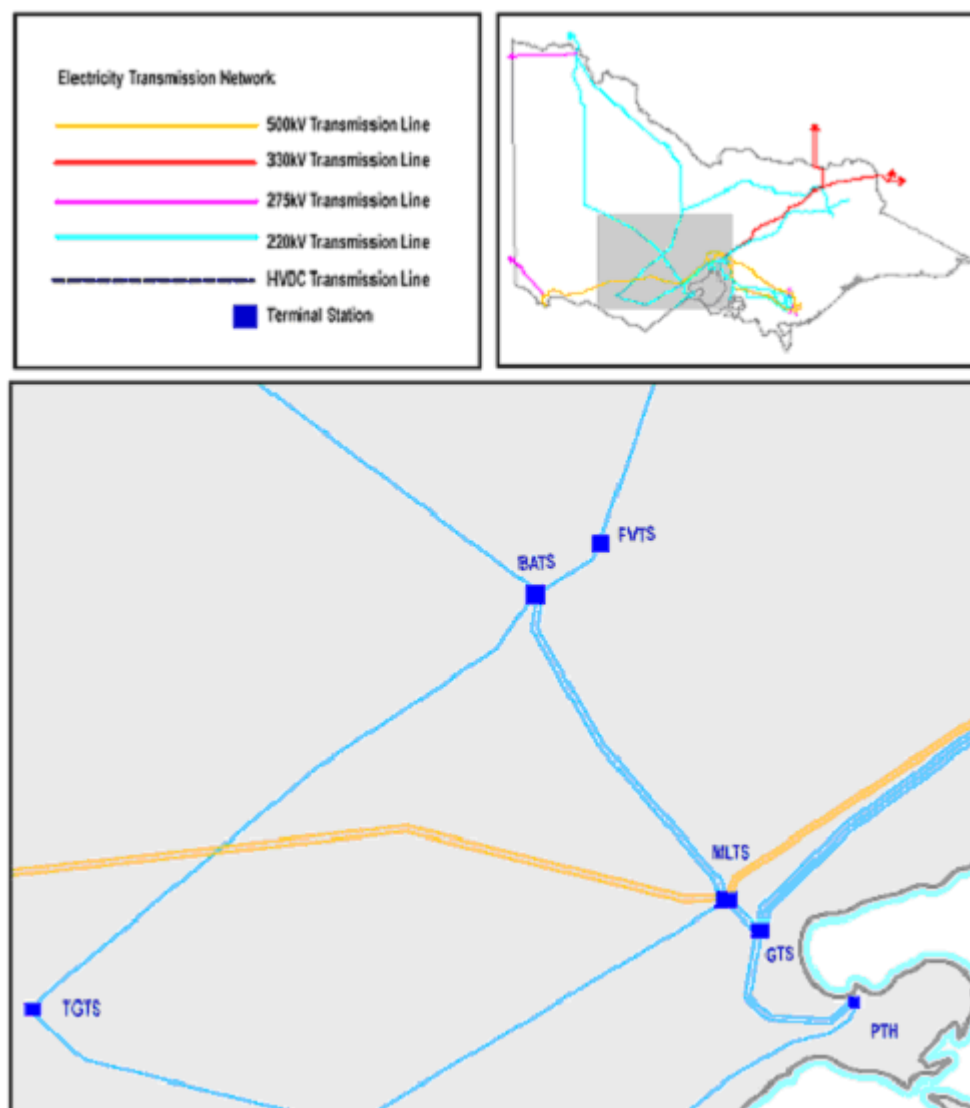 Electricity Transmission Network
500kV Transmission Line
330kV Transmission Line
275kV Transmission Line
220kV Transmission Line
HVDC Transmission Line
Terminal Station
FVTS
BATS
MLTS
GTS
TGTS
PTH